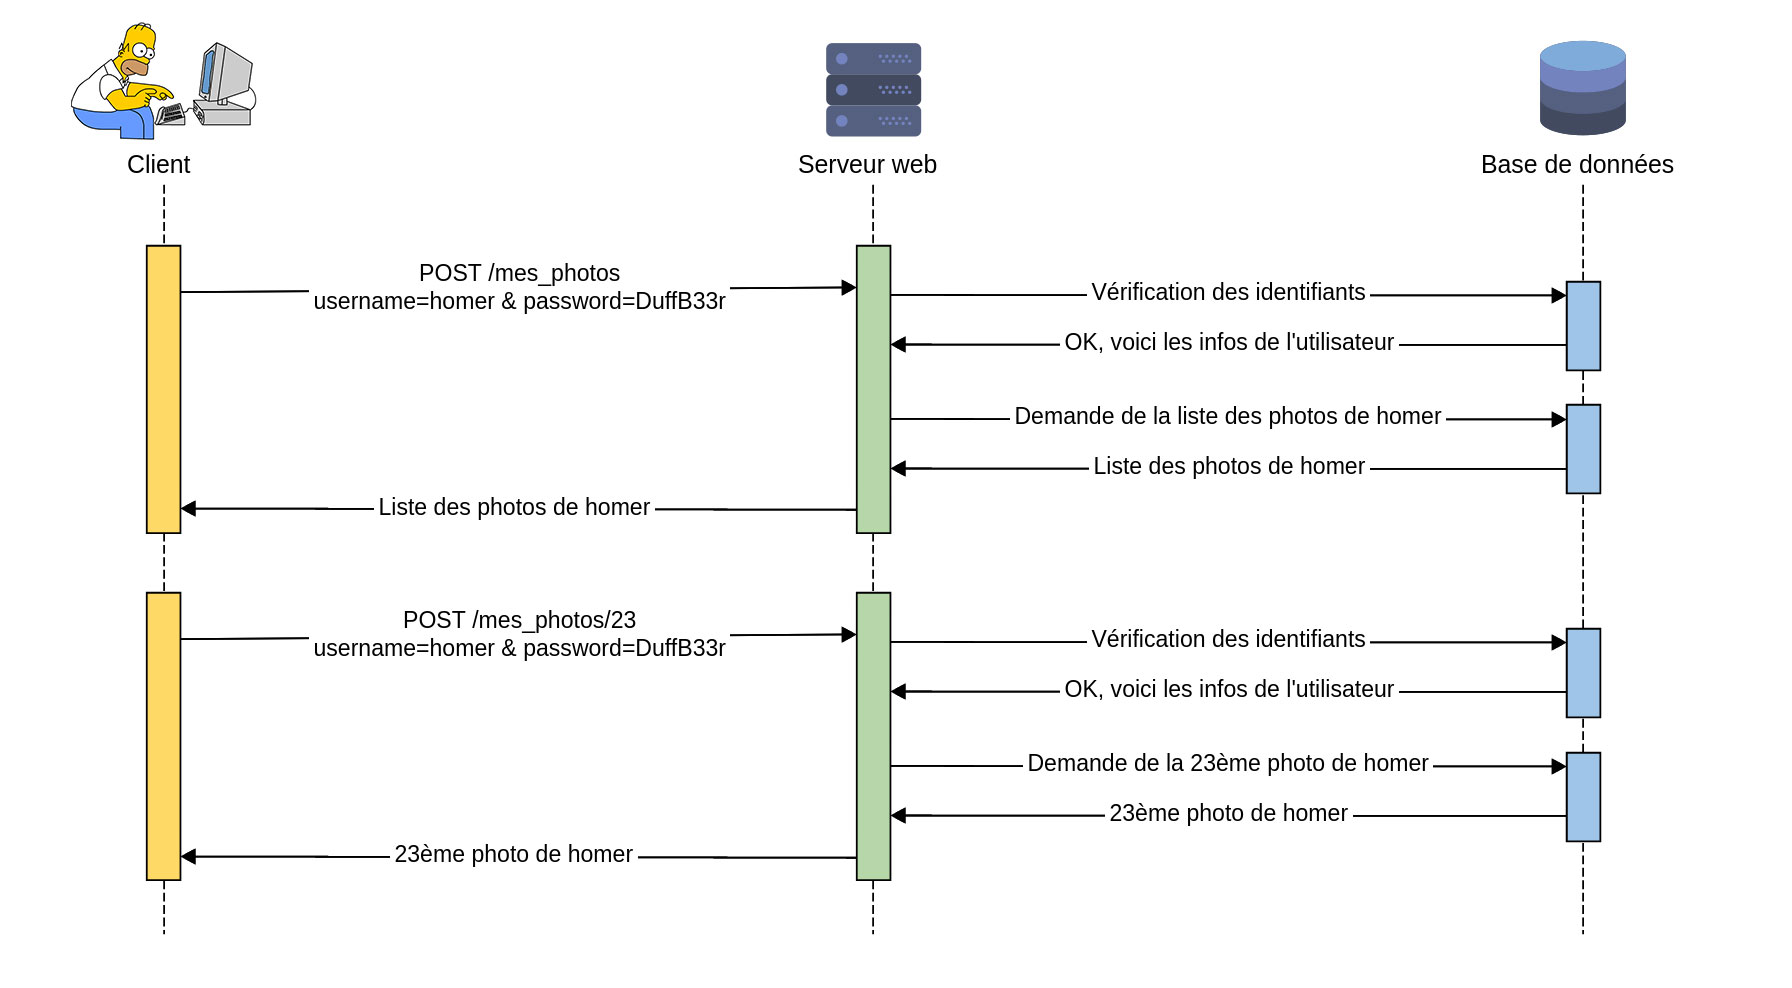 Client
Serveur web
Base de données
POST /mes_photos
username=homer & password=DuffB33r
Vérification des identifiants
OK, voici les infos de l'utilisateur
Demande de la liste des photos de homer
Liste des photos de homer
Liste des photos de homer
POST /mes_photos/23
username=homer & password=DuffB33r
Vérification des identifiants
OK, voici les infos de l'utilisateur
Demande de la 23ème photo de homer
23ème photo de homer
23ème photo de homer